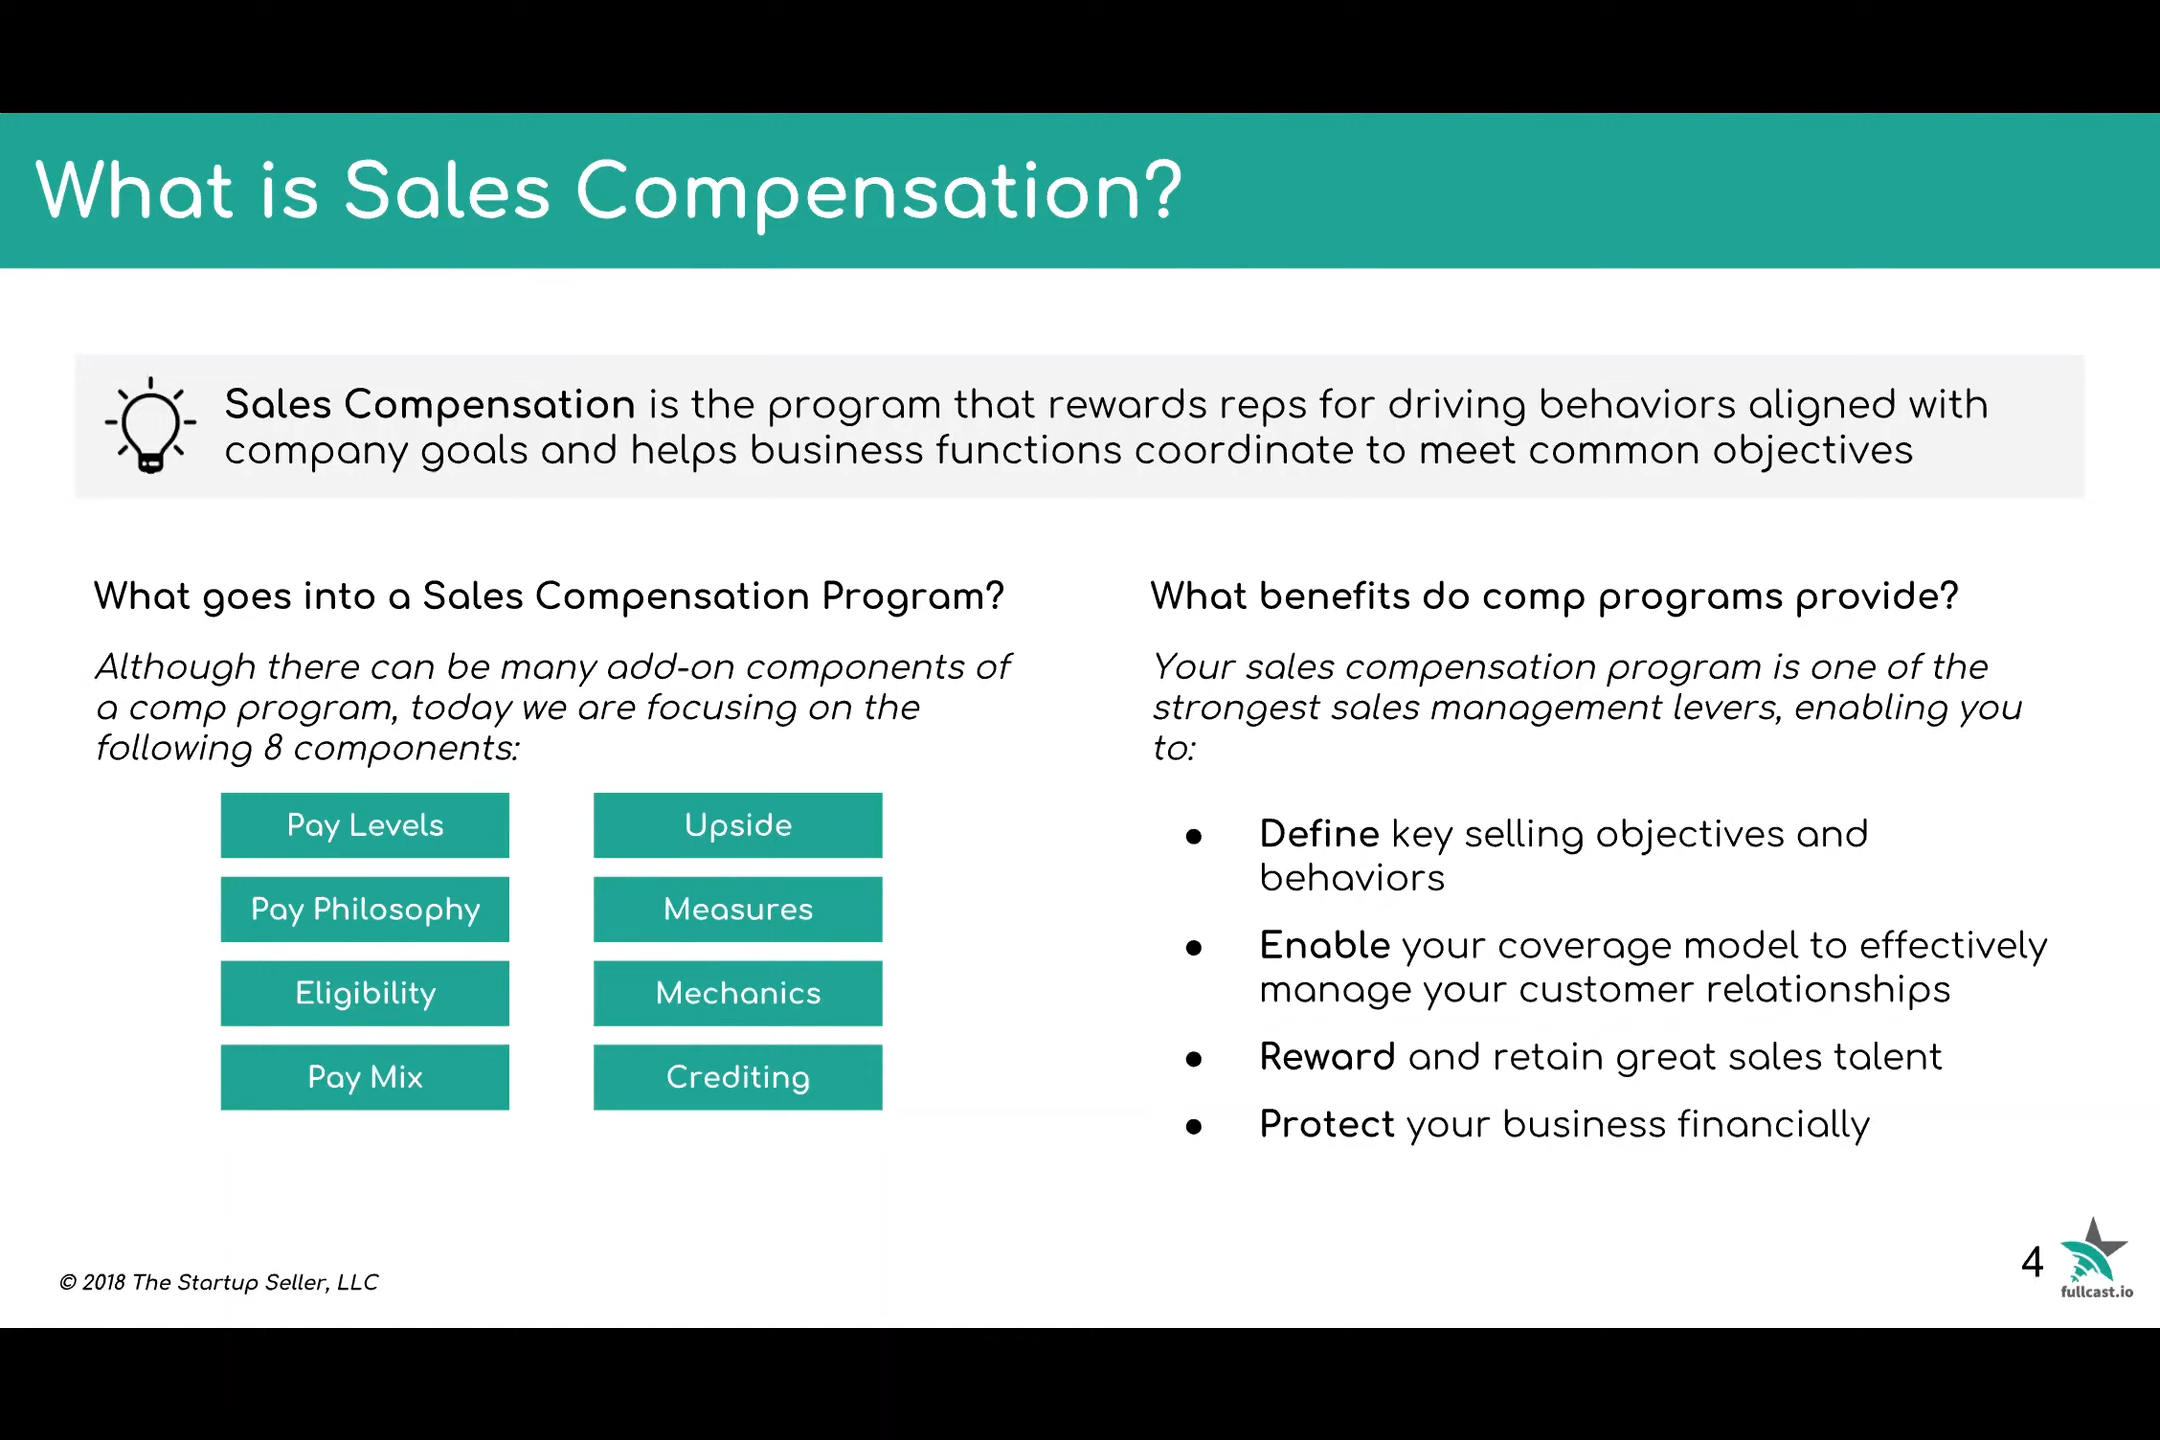 What is Sales Compensation?
Sales Compensation is the program that rewards reps for driving behaviors aligned with
company goals and helps business functions coordinate to meet common objectives
What goes into a Sales Compensation Program?
Although there can be many add-on components of
a comp program, today we are focusing on the
following 8 components:
Pay Levels
Upside
Pay Philosophy
Measures
Eligibility
Mechanics
Pay Mix
Crediting
What benefits do comp programs provide?
Your sales compensation program is one of the
strongest sales management levers, enabling you
to:
● Define key selling objectives and
behaviors
● Enable your coverage model to effectively
manage your customer relationships
● Reward and retain great sales talent
● Protect your business financially
© 2018 The Startup Seller, LLC
4
fullcast.io